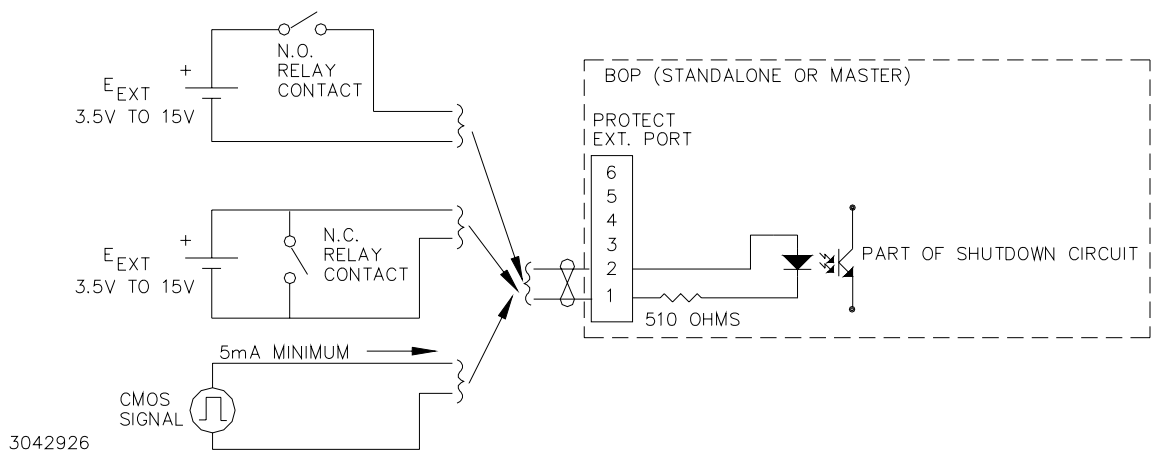 N.O.
RELAY
CONTACT
+
E EXT
3.5V TO 15V
BOP (STANDALONE OR MASTER)
PROTECT
EXT. PORT
6
5
4
3
2
1
510 OHMS
PART OF SHUTDOWN CIRCUIT
+
E EXT
3.5V TO 15V
N.C.
RELAY
CONTACT
5mA MINIMUM
CMOS
SIGNAL
3042926